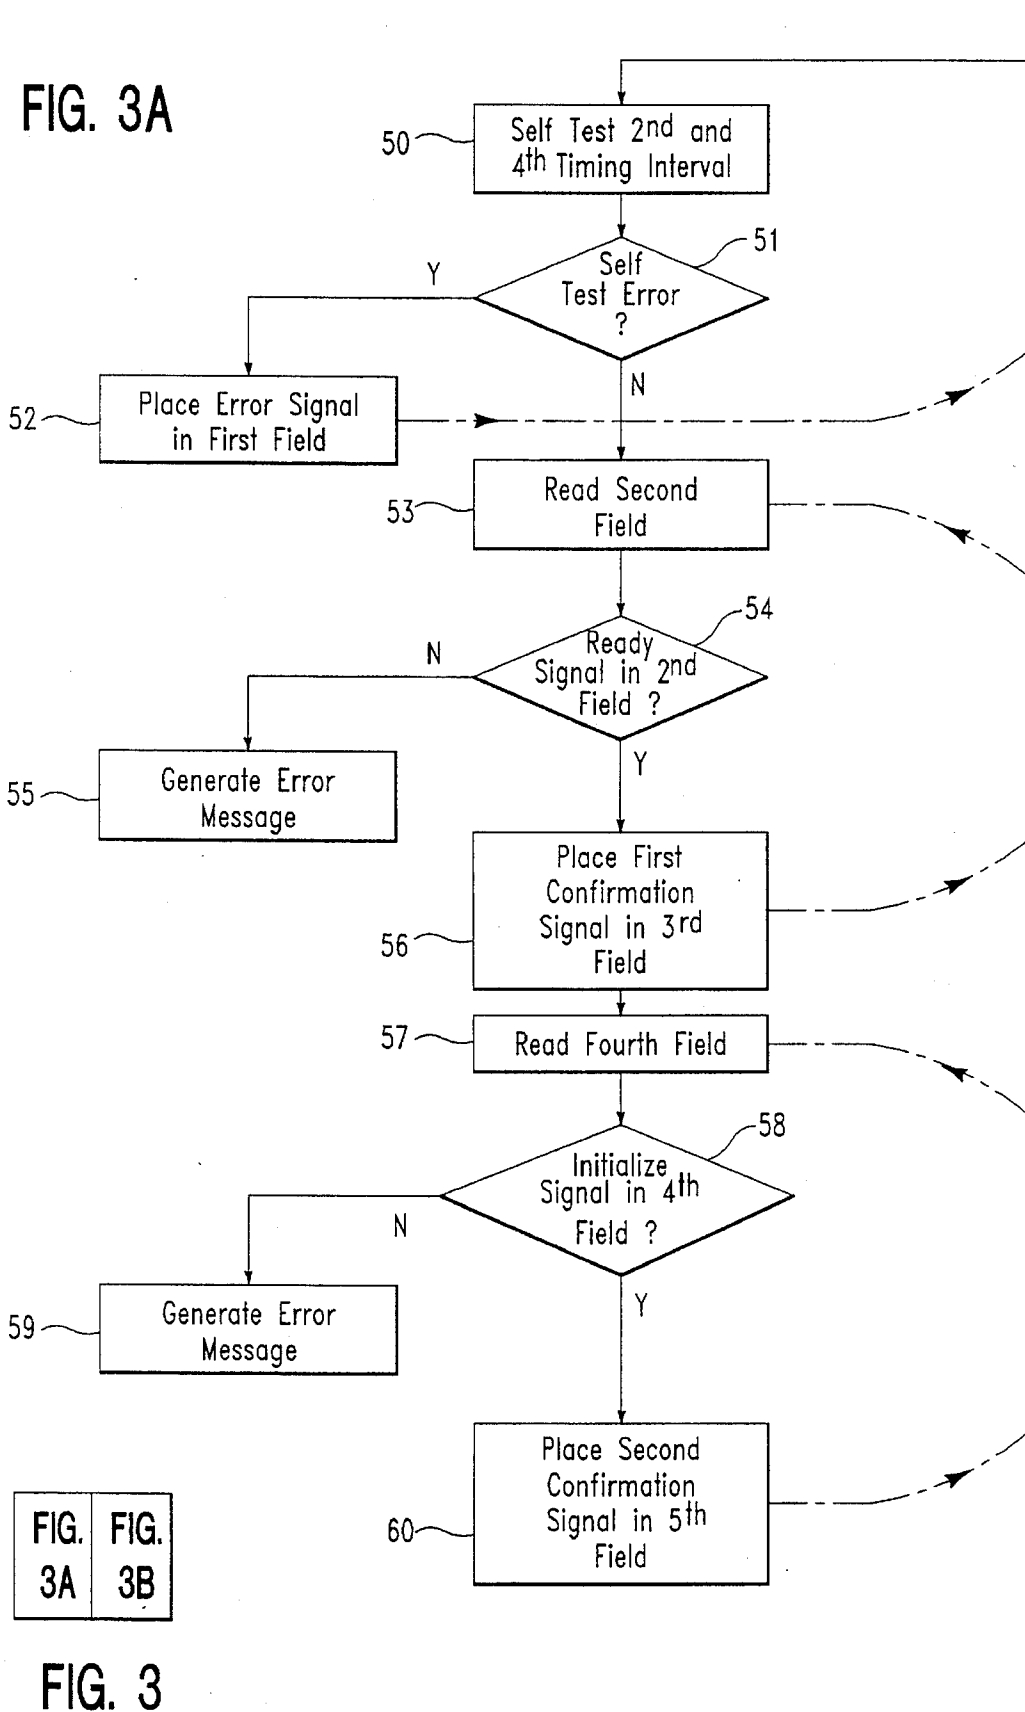 FIG. 3A
50
Self Test 2nd and
4th Timing Interval
51
Self
Test Error
?
Y
N
52
Place Error Signal
in First Field
53
Read Second
Field
54
Ready
Signal in 2nd
Field ?
N
Y
55
Generate Error
Message
56
Place First
Confirmation
Signal in 3rd
Field
57
Read Fourth Field
58
Initialize
Signal in 4th
Field ?
N
Y
59
Generate Error
Message
60
Place Second
Confirmation
Signal in 5th
Field
FIG.
3A
FIG.
3B
FIG. 3